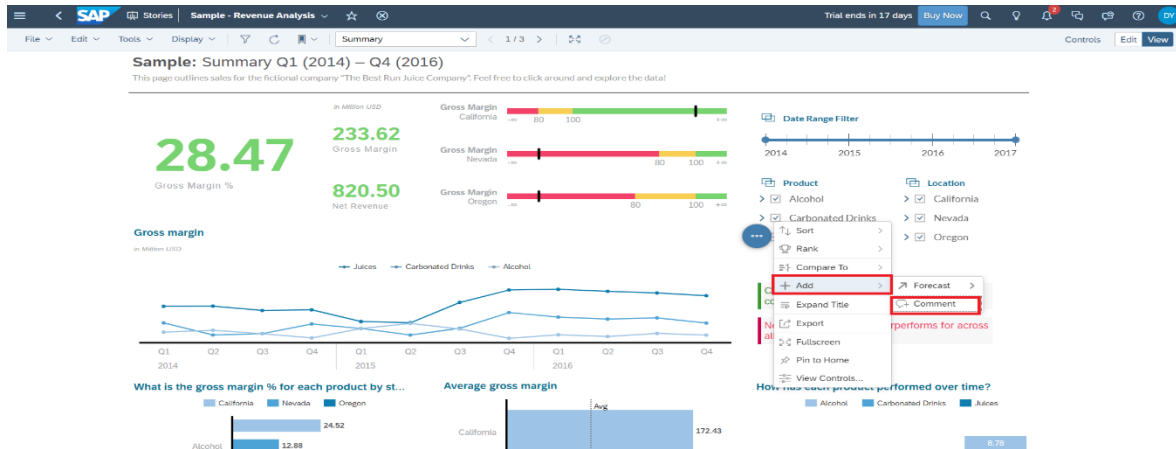 SAP Stories Sample - Revenue Analysis Trial ends in 17 days Buy Now 2 DY
File Edit Tools Display Summary 1 / 3 Controls Edit View
Sample: Summary Q1 (2014) – Q4 (2016)
This page outlines sales for the fictional company "The Best Run Juice Company". Feel free to click around and explore the data!
28.47
Gross Margin %
in Million USD
233.62
Gross Margin
820.50
Net Revenue
Gross Margin
California
-∞ 80 100 +∞
Gross Margin
Nevada
-∞ 80 100 +∞
Gross Margin
Oregon
-∞ 80 100 +∞
Date Range Filter
2014 2015 2016 2017
Product
Alcohol
Carbonated Drinks
Location
California
Nevada
Oregon
Sort
Rank
Compare To
Add
Expand Title
Export
Fullscreen
Pin to Home
View Controls...
Forecast
Comment
performs for across
Gross margin
in Million USD
Juices Carbonated Drinks Alcohol
Q1 Q2 Q3 Q4 Q1 Q2 Q3 Q4 Q1 Q2 Q3 Q4
2014 2015 2016
What is the gross margin % for each product by st...
California Nevada Oregon
24.52
Alcohol 12.88
Average gross margin
Avg
California 172.43
How has each product performed over time?
Alcohol Carbonated Drinks Juices
8.78